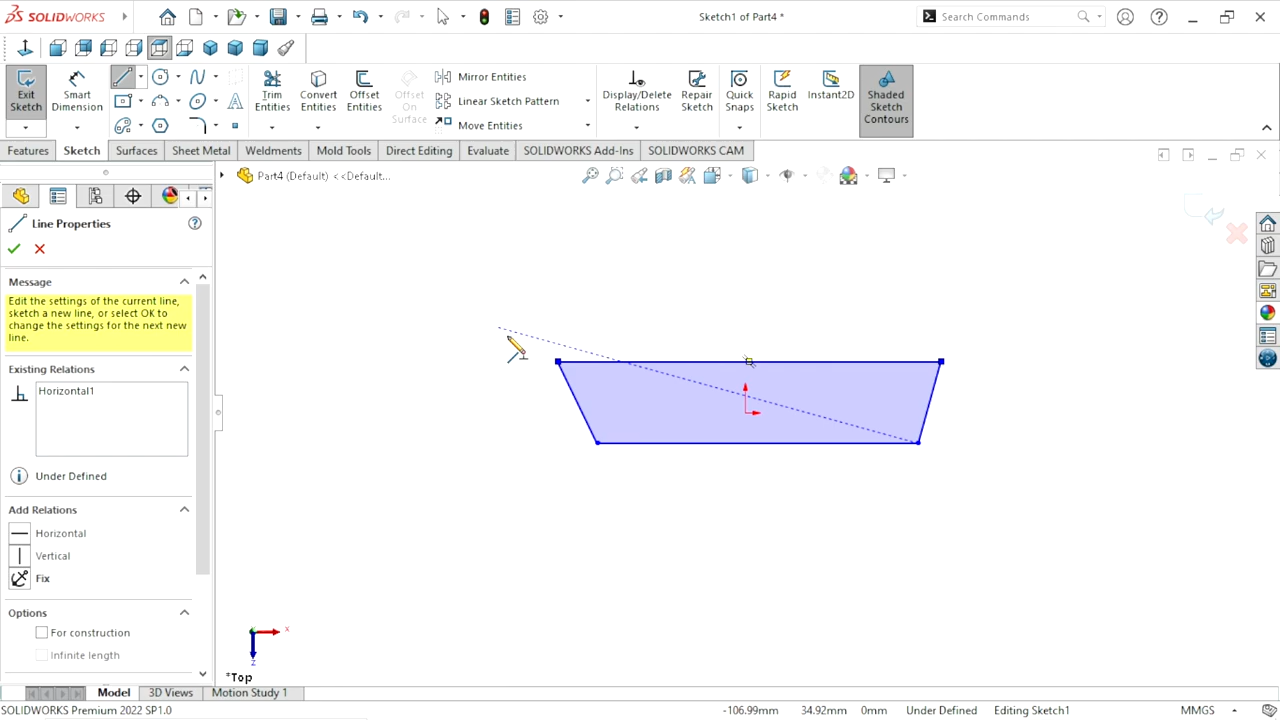 SOLIDWORKS
Sketch1 of Part4 *
Search Commands
Exit
Sketch
Smart
Dimension
Trim
Entities
Convert
Entities
Offset
Entities
Offset
On
Surface
Mirror Entities
Linear Sketch Pattern
Move Entities
Display/Delete
Relations
Repair
Sketch
Quick
Snaps
Rapid
Sketch
Instant2D
Shaded
Sketch
Contours
Features
Sketch
Surfaces
Sheet Metal
Weldments
Mold Tools
Direct Editing
Evaluate
SOLIDWORKS Add-Ins
SOLIDWORKS CAM
Part4 (Default) <<Default...
Line Properties
Message
Edit the settings of the current line,
sketch a new line, or select OK to
change the settings for the next new
line.
Existing Relations
Horizontal1
Under Defined
Add Relations
Horizontal
Vertical
Fix
Options
For construction
Infinite length
X
Z
*Top
Model
3D Views
Motion Study 1
SOLIDWORKS Premium 2022 SP1.0
-106.99mm
34.92mm
0mm
Under Defined
Editing Sketch1
MMGS